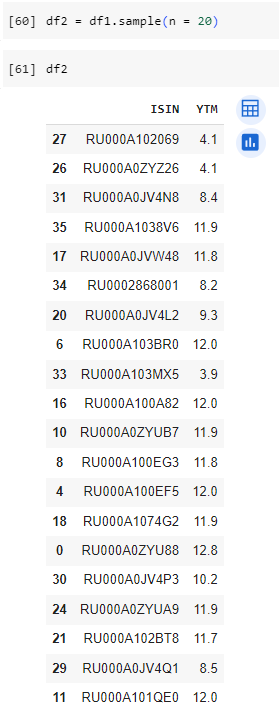 [60] df2 = df1.sample(n = 20)
[61] df2
ISIN YTM
27 RU000A102069 4.1
26 RU000A0ZYZ26 4.1
31 RU000A0JV4N8 8.4
35 RU000A1038V6 11.9
17 RU000A0JVW48 11.8
34 RU0002868001 8.2
20 RU000A0JV4L2 9.3
6 RU000A103BR0 12.0
33 RU000A103MX5 3.9
16 RU000A100A82 12.0
10 RU000A0ZYUB7 11.9
8 RU000A100EG3 11.8
4 RU000A100EF5 12.0
18 RU000A1074G2 11.9
0 RU000A0ZYU88 12.8
30 RU000A0JV4P3 10.2
24 RU000A0ZYUA9 11.9
21 RU000A102BT8 11.7
29 RU000A0JV4Q1 8.5
11 RU000A101QE0 12.0